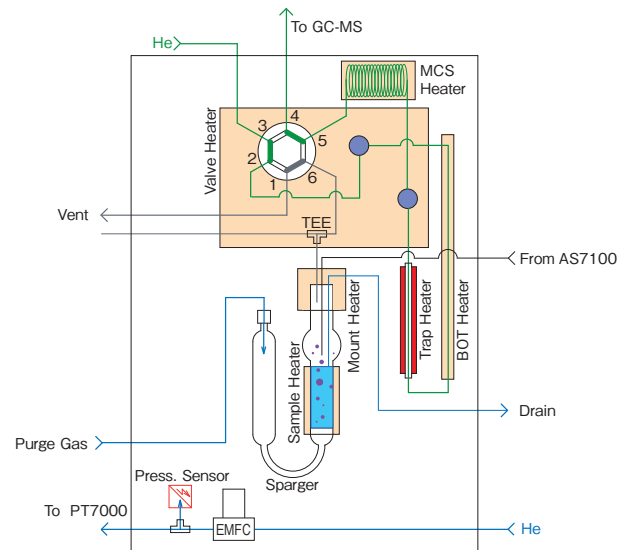 To GC-MS
He
MCS
Heater
Valve Heater
3
4
5
2
1
6
Vent
TEE
From AS7100
Mount Heater
Trap Heater
BOT Heater
Sample Heater
Drain
Purge Gas
Sparger
Press. Sensor
To PT7000
EMFC
He